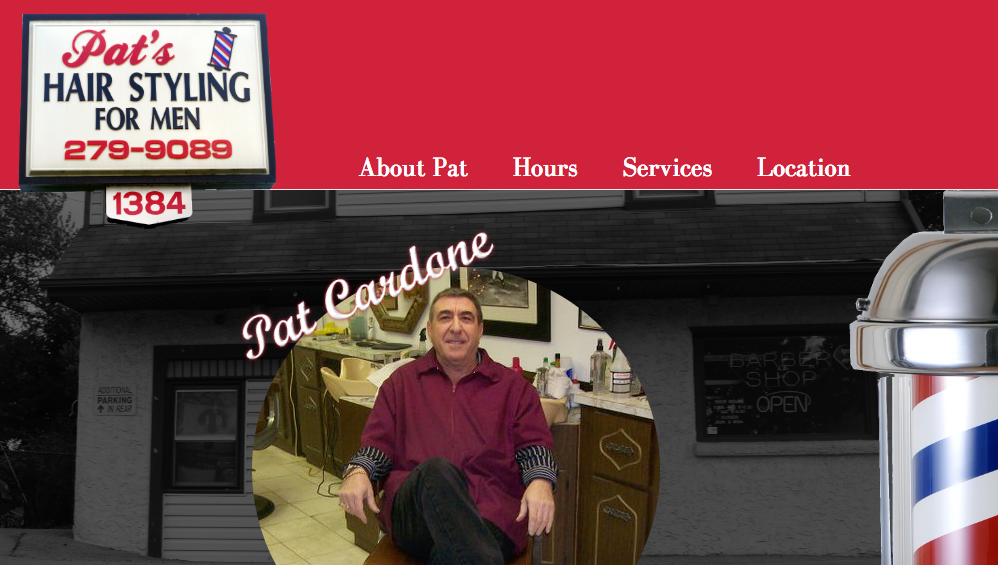 Pat's
HAIR STYLING
FOR MEN
279-9089
1384
About Pat
Hours
Services
Location
Pat Cardone
ADDITIONAL
PARKING
IN REAR
BARBER
SHOP
OPEN